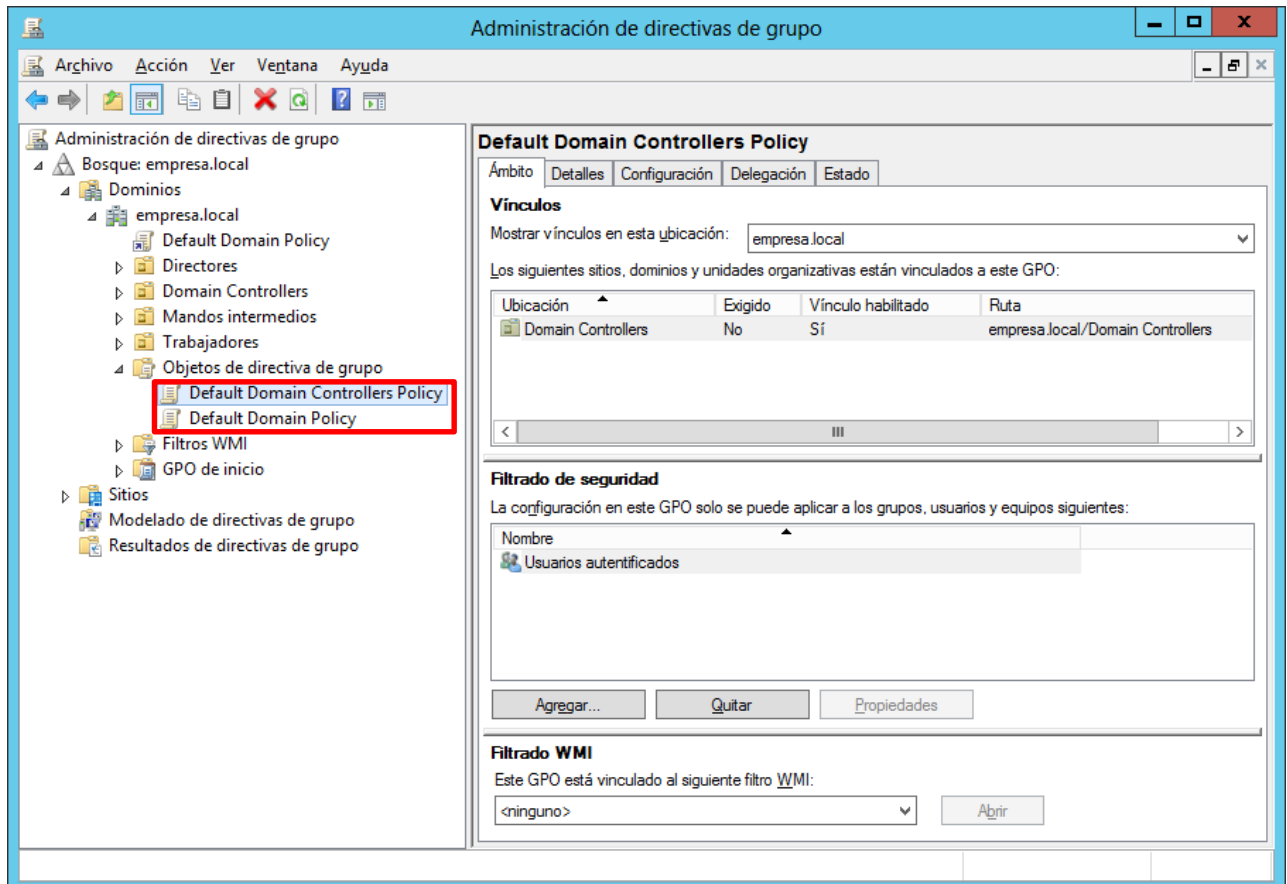 Administración de directivas de grupo
Archivo Acción Ver Ventana Ayuda
Administración de directivas de grupo
Bosque: empresa.local
Dominios
empresa.local
Default Domain Policy
Directores
Domain Controllers
Mandos intermedios
Trabajadores
Objetos de directiva de grupo
Default Domain Controllers Policy
Default Domain Policy
Filtros WMI
GPO de inicio
Sitios
Modelado de directivas de grupo
Resultados de directivas de grupo
Default Domain Controllers Policy
Ámbito Detalles Configuración Delegación Estado
Vínculos
Mostrar vínculos en esta ubicación: empresa.local
Los siguientes sitios, dominios y unidades organizativas están vinculados a este GPO:
Ubicación Exigido Vínculo habilitado Ruta
Domain Controllers No Sí empresa.local/Domain Controllers
Filtrado de seguridad
La configuración en este GPO solo se puede aplicar a los grupos, usuarios y equipos siguientes:
Nombre
Usuarios autentificados
Agregar... Quitar Propiedades
Filtrado WMI
Este GPO está vinculado al siguiente filtro WMI:
<ninguno> Abrir